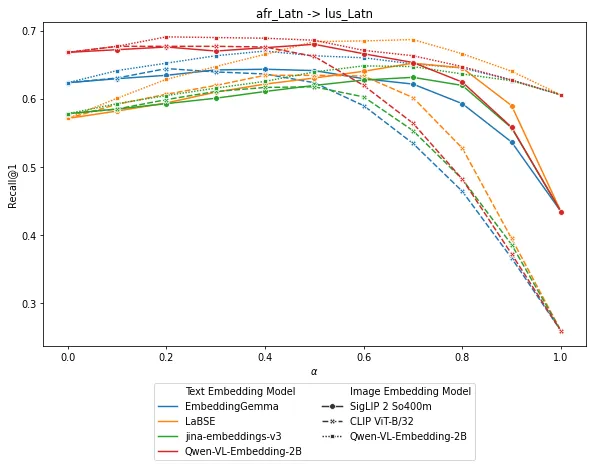 afr_Latn -> lus_Latn
Recall@1
0.7
0.6
0.5
0.4
0.3
0.0 0.2 0.4 0.6 0.8 1.0
α
Text Embedding Model
EmbeddingGemma
LaBSE
jina-embeddings-v3
Qwen-VL-Embedding-2B
Image Embedding Model
SigLIP 2 So400m
CLIP ViT-B/32
Qwen-VL-Embedding-2B